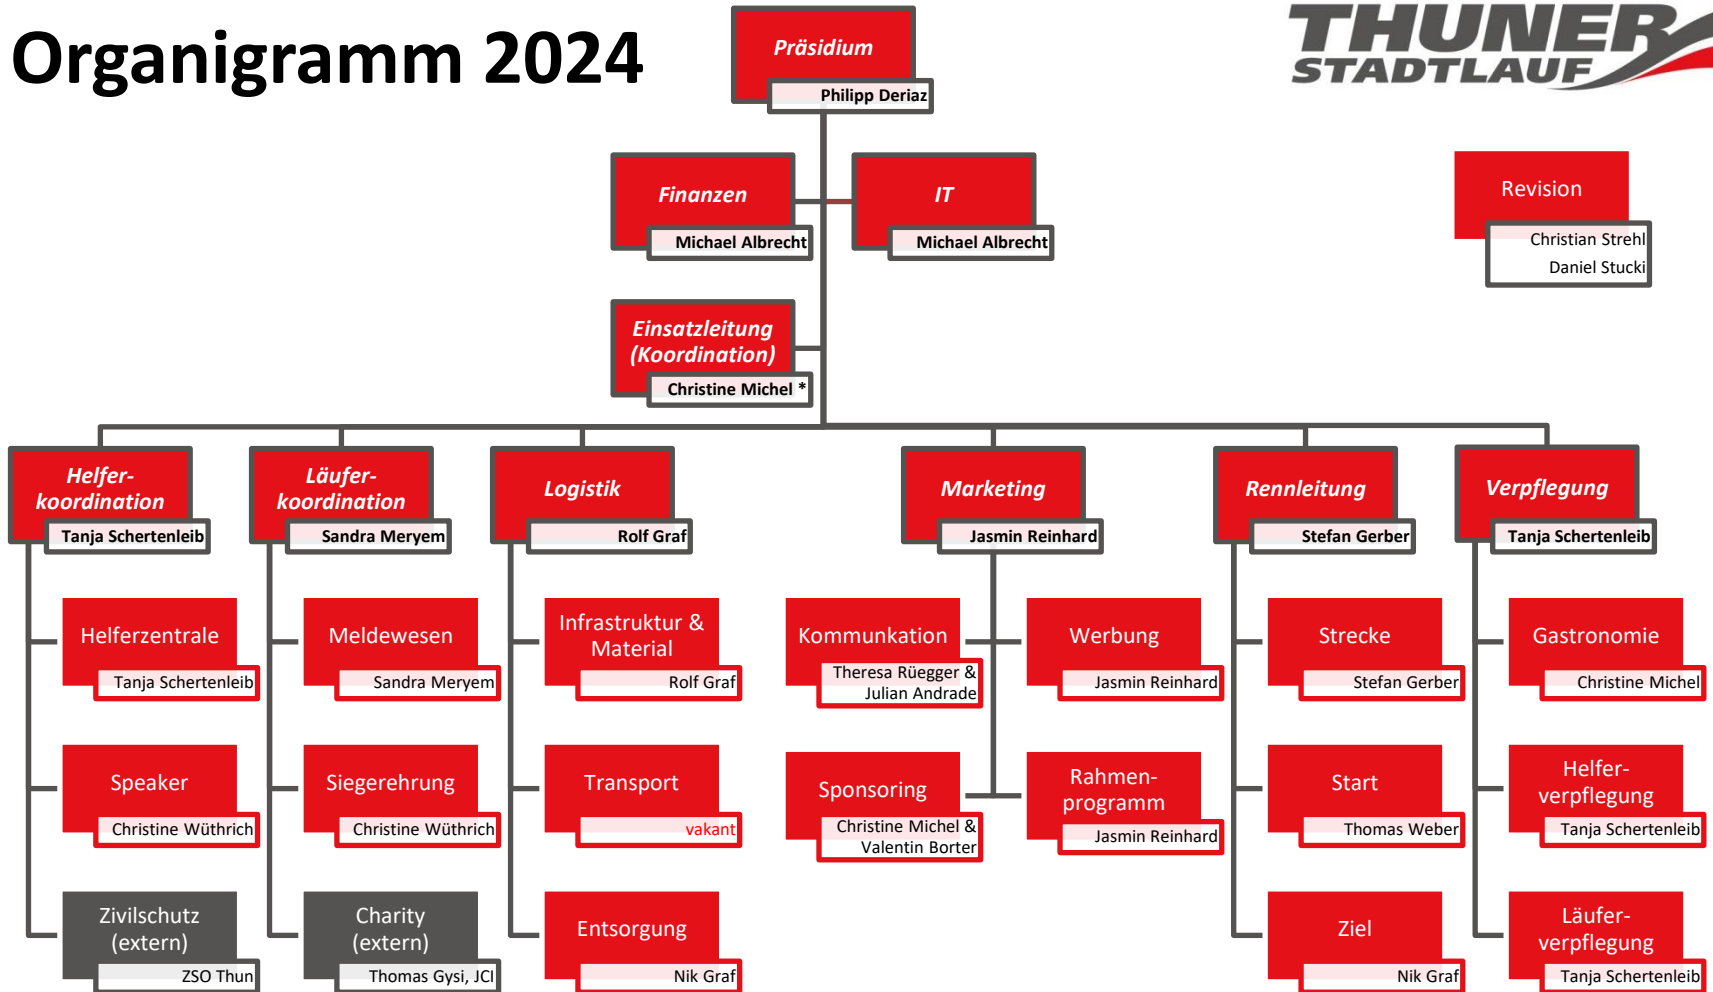 Organigramm 2024
THUNER
STADTLAUF
Präsidium
Philipp Deriaz
Finanzen
Michael Albrecht
IT
Michael Albrecht
Revision
Christian Strehl
Daniel Stucki
Einsatzleitung
(Koordination)
Christine Michel *
Helfer-
koordination
Tanja Schertenleib
Läufer-
koordination
Sandra Meryem
Logistik
Rolf Graf
Marketing
Jasmin Reinhard
Rennleitung
Stefan Gerber
Verpflegung
Tanja Schertenleib
Helferzentrale
Tanja Schertenleib
Meldewesen
Sandra Meryem
Infrastruktur &
Material
Rolf Graf
Kommunkation
Theresa Rüegger &
Julian Andrade
Werbung
Jasmin Reinhard
Strecke
Stefan Gerber
Gastronomie
Christine Michel
Speaker
Christine Wüthrich
Siegerehrung
Christine Wüthrich
Transport
vakant
Sponsoring
Christine Michel &
Valentin Borter
Rahmen-
programm
Jasmin Reinhard
Start
Thomas Weber
Helfer-
verpflegung
Tanja Schertenleib
Zivilschutz
(extern)
ZSO Thun
Charity
(extern)
Thomas Gysi, JCI
Entsorgung
Nik Graf
Ziel
Nik Graf
Läufer-
verpflegung
Tanja Schertenleib